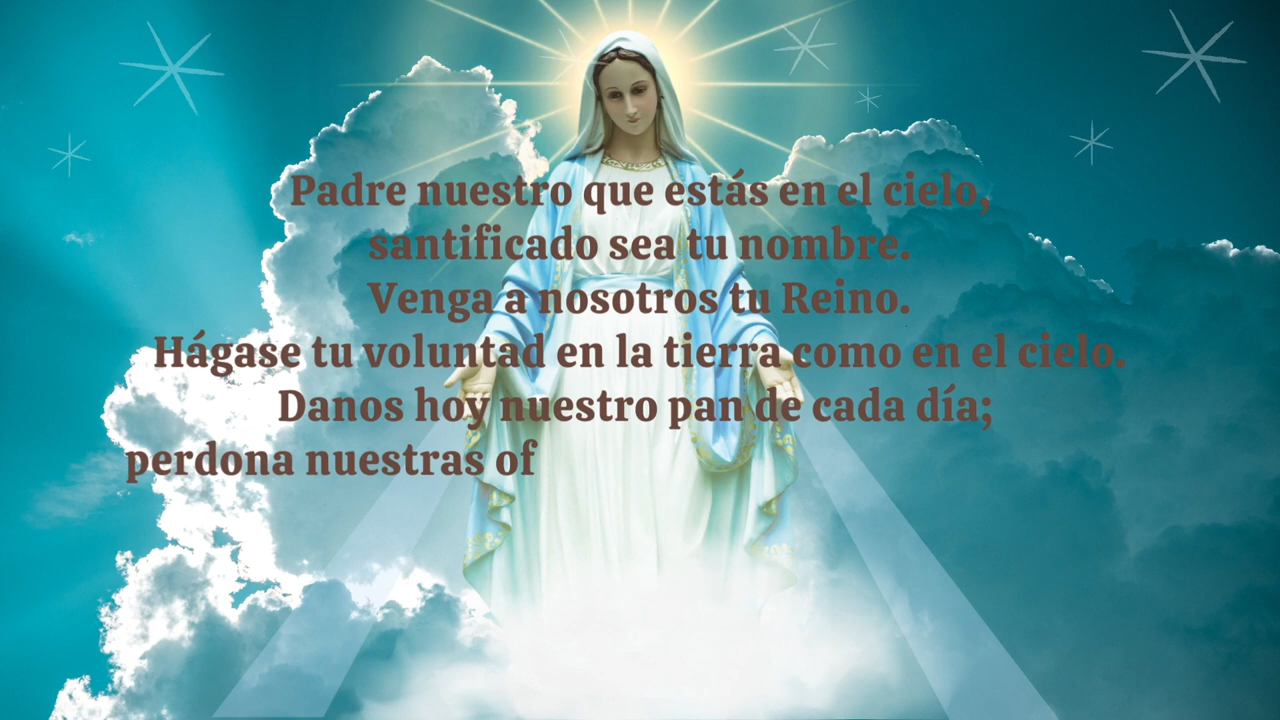 Padre nuestro que estás en el cielo,
santificado sea tu nombre.
Venga a nosotros tu Reino.
Hágase tu voluntad en la tierra como en el cielo.
Danos hoy nuestro pan de cada día;
perdona nuestras of